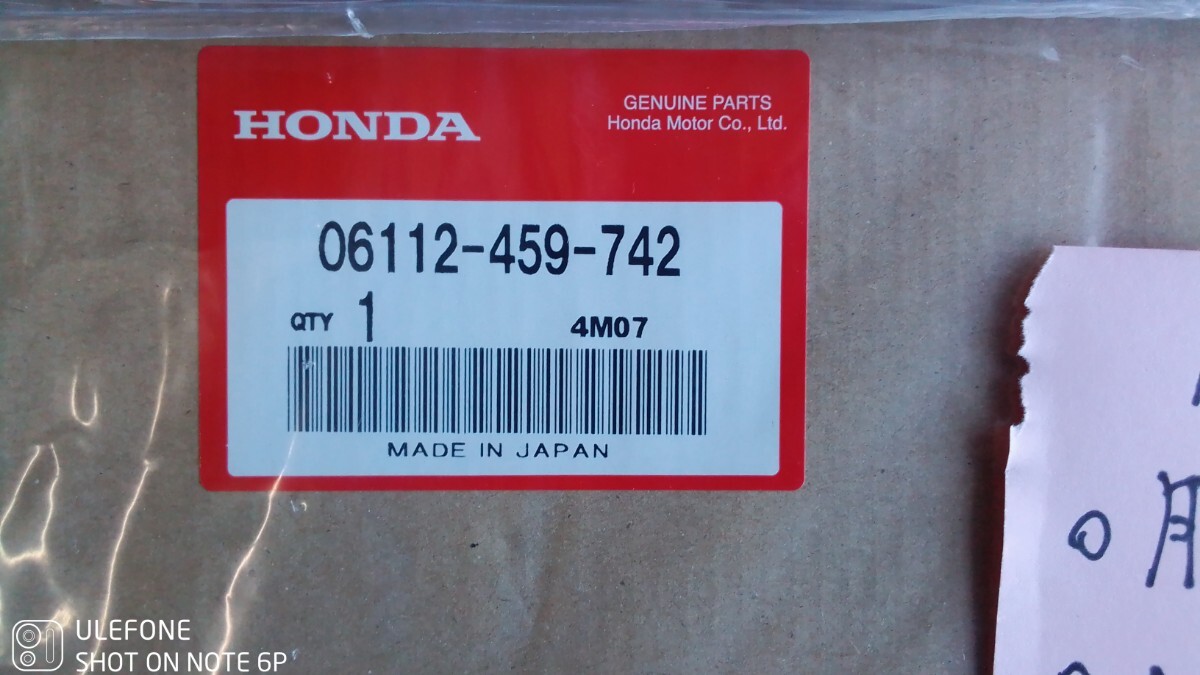 HONDA
GENUINE PARTS
Honda Motor Co., Ltd.
06112-459-742
QTY 1 4M07
MADE IN JAPAN
ULEFONE
SHOT ON NOTE 6P